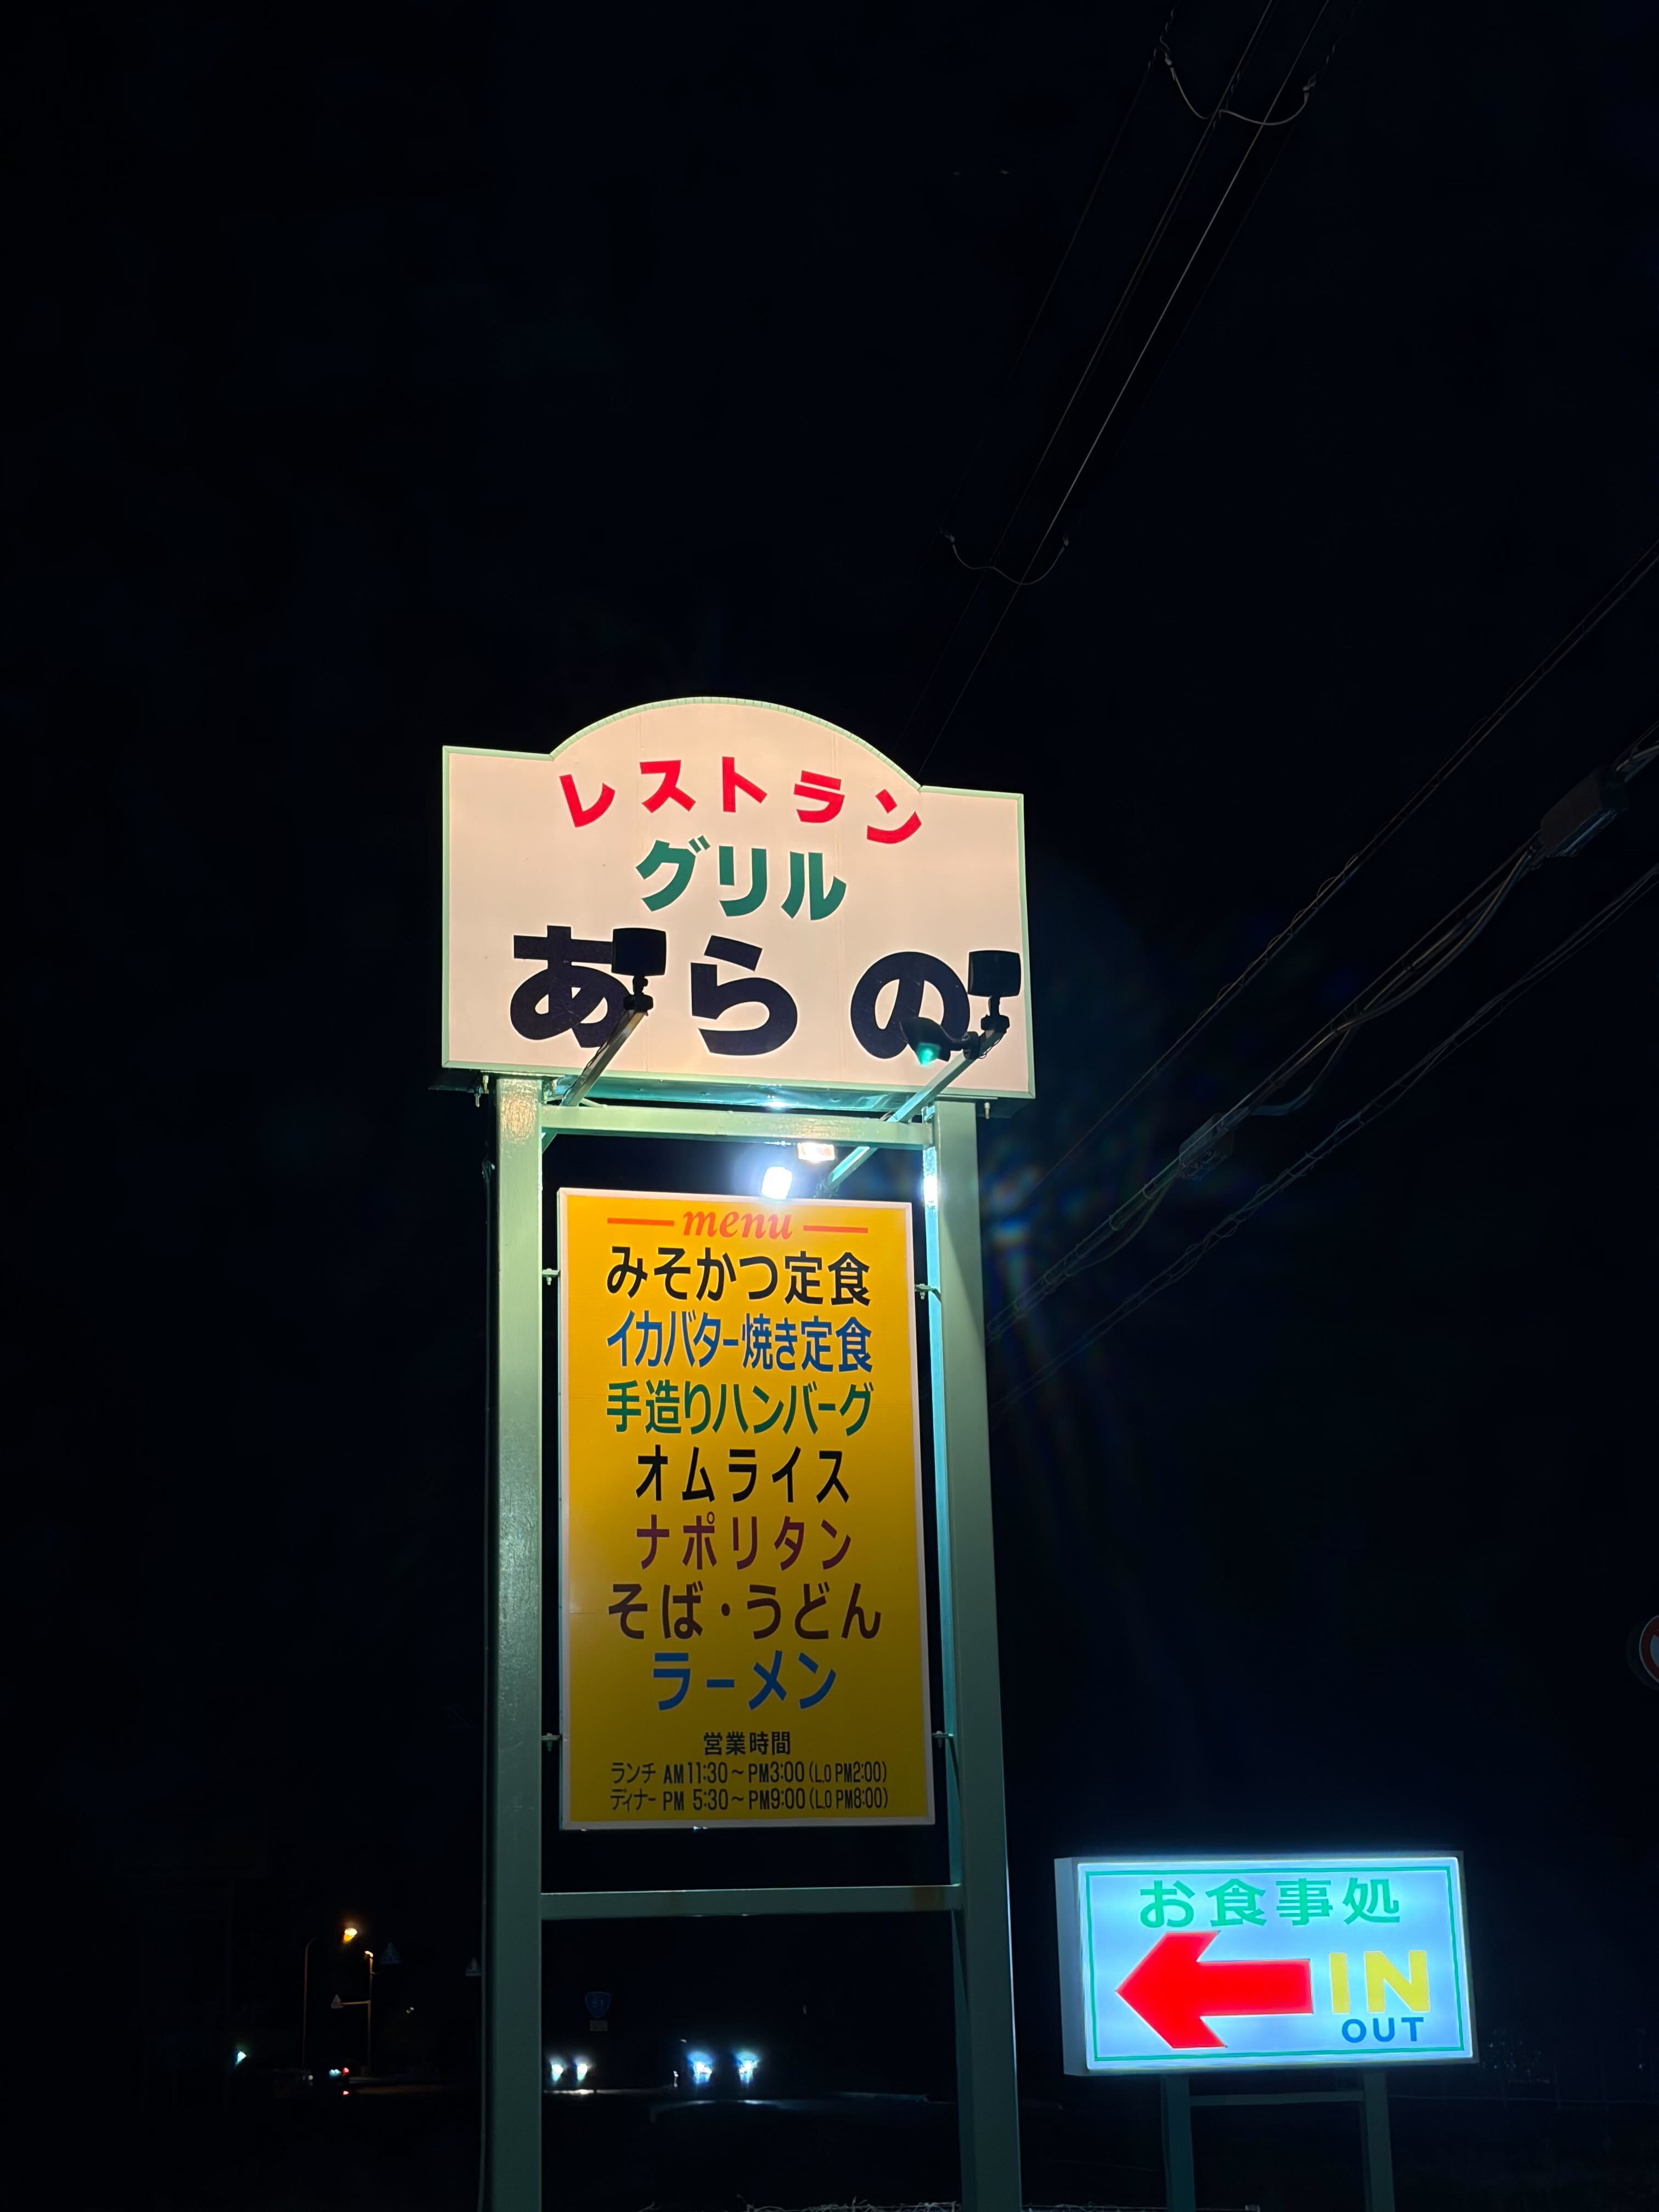 レストラン
グリル
あらの
menu
みそかつ定食
イカバター焼き定食
手造りハンバーグ
オムライス
ナポリタン
そば・うどん
ラーメン
営業時間
ランチ AM11:30～PM3:00(L.O PM2:00)
ディナー PM 5:30～PM9:00(L.O PM8:00)
お食事処
IN
OUT